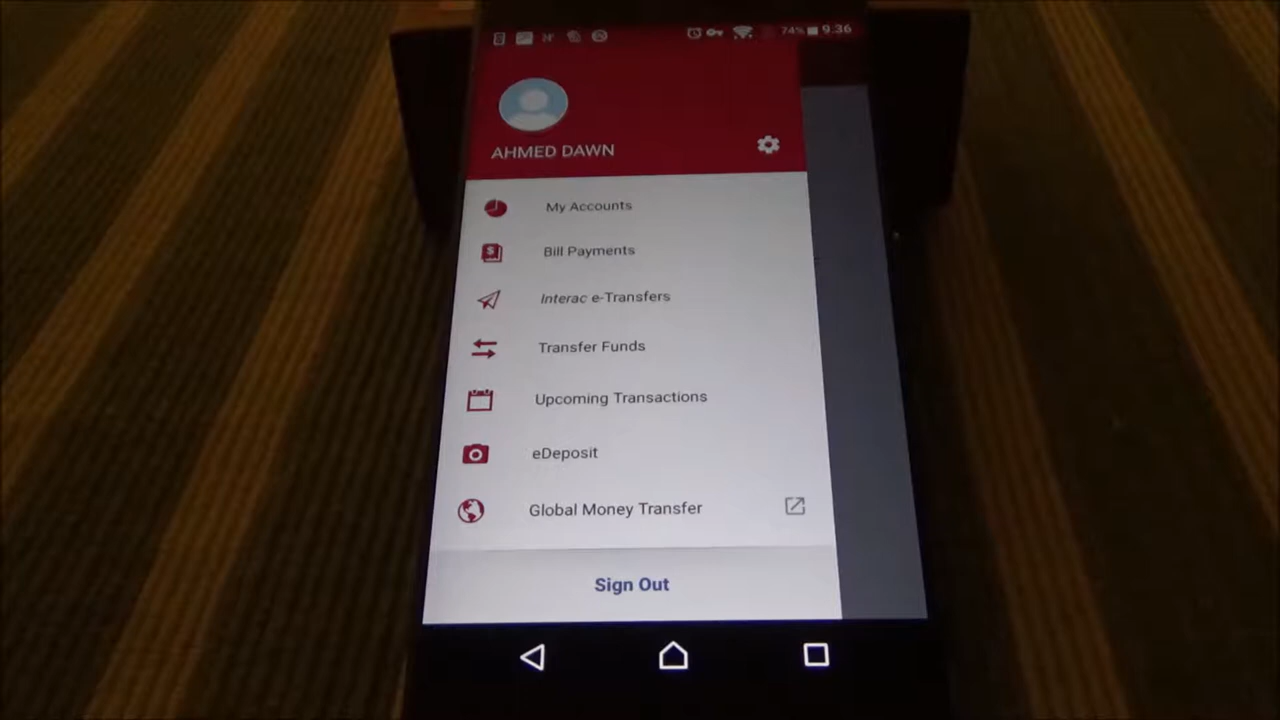 74% 9.36
AHMED DAWN
My Accounts
Bill Payments
Interac e-Transfers
Transfer Funds
Upcoming Transactions
eDeposit
Global Money Transfer
Sign Out